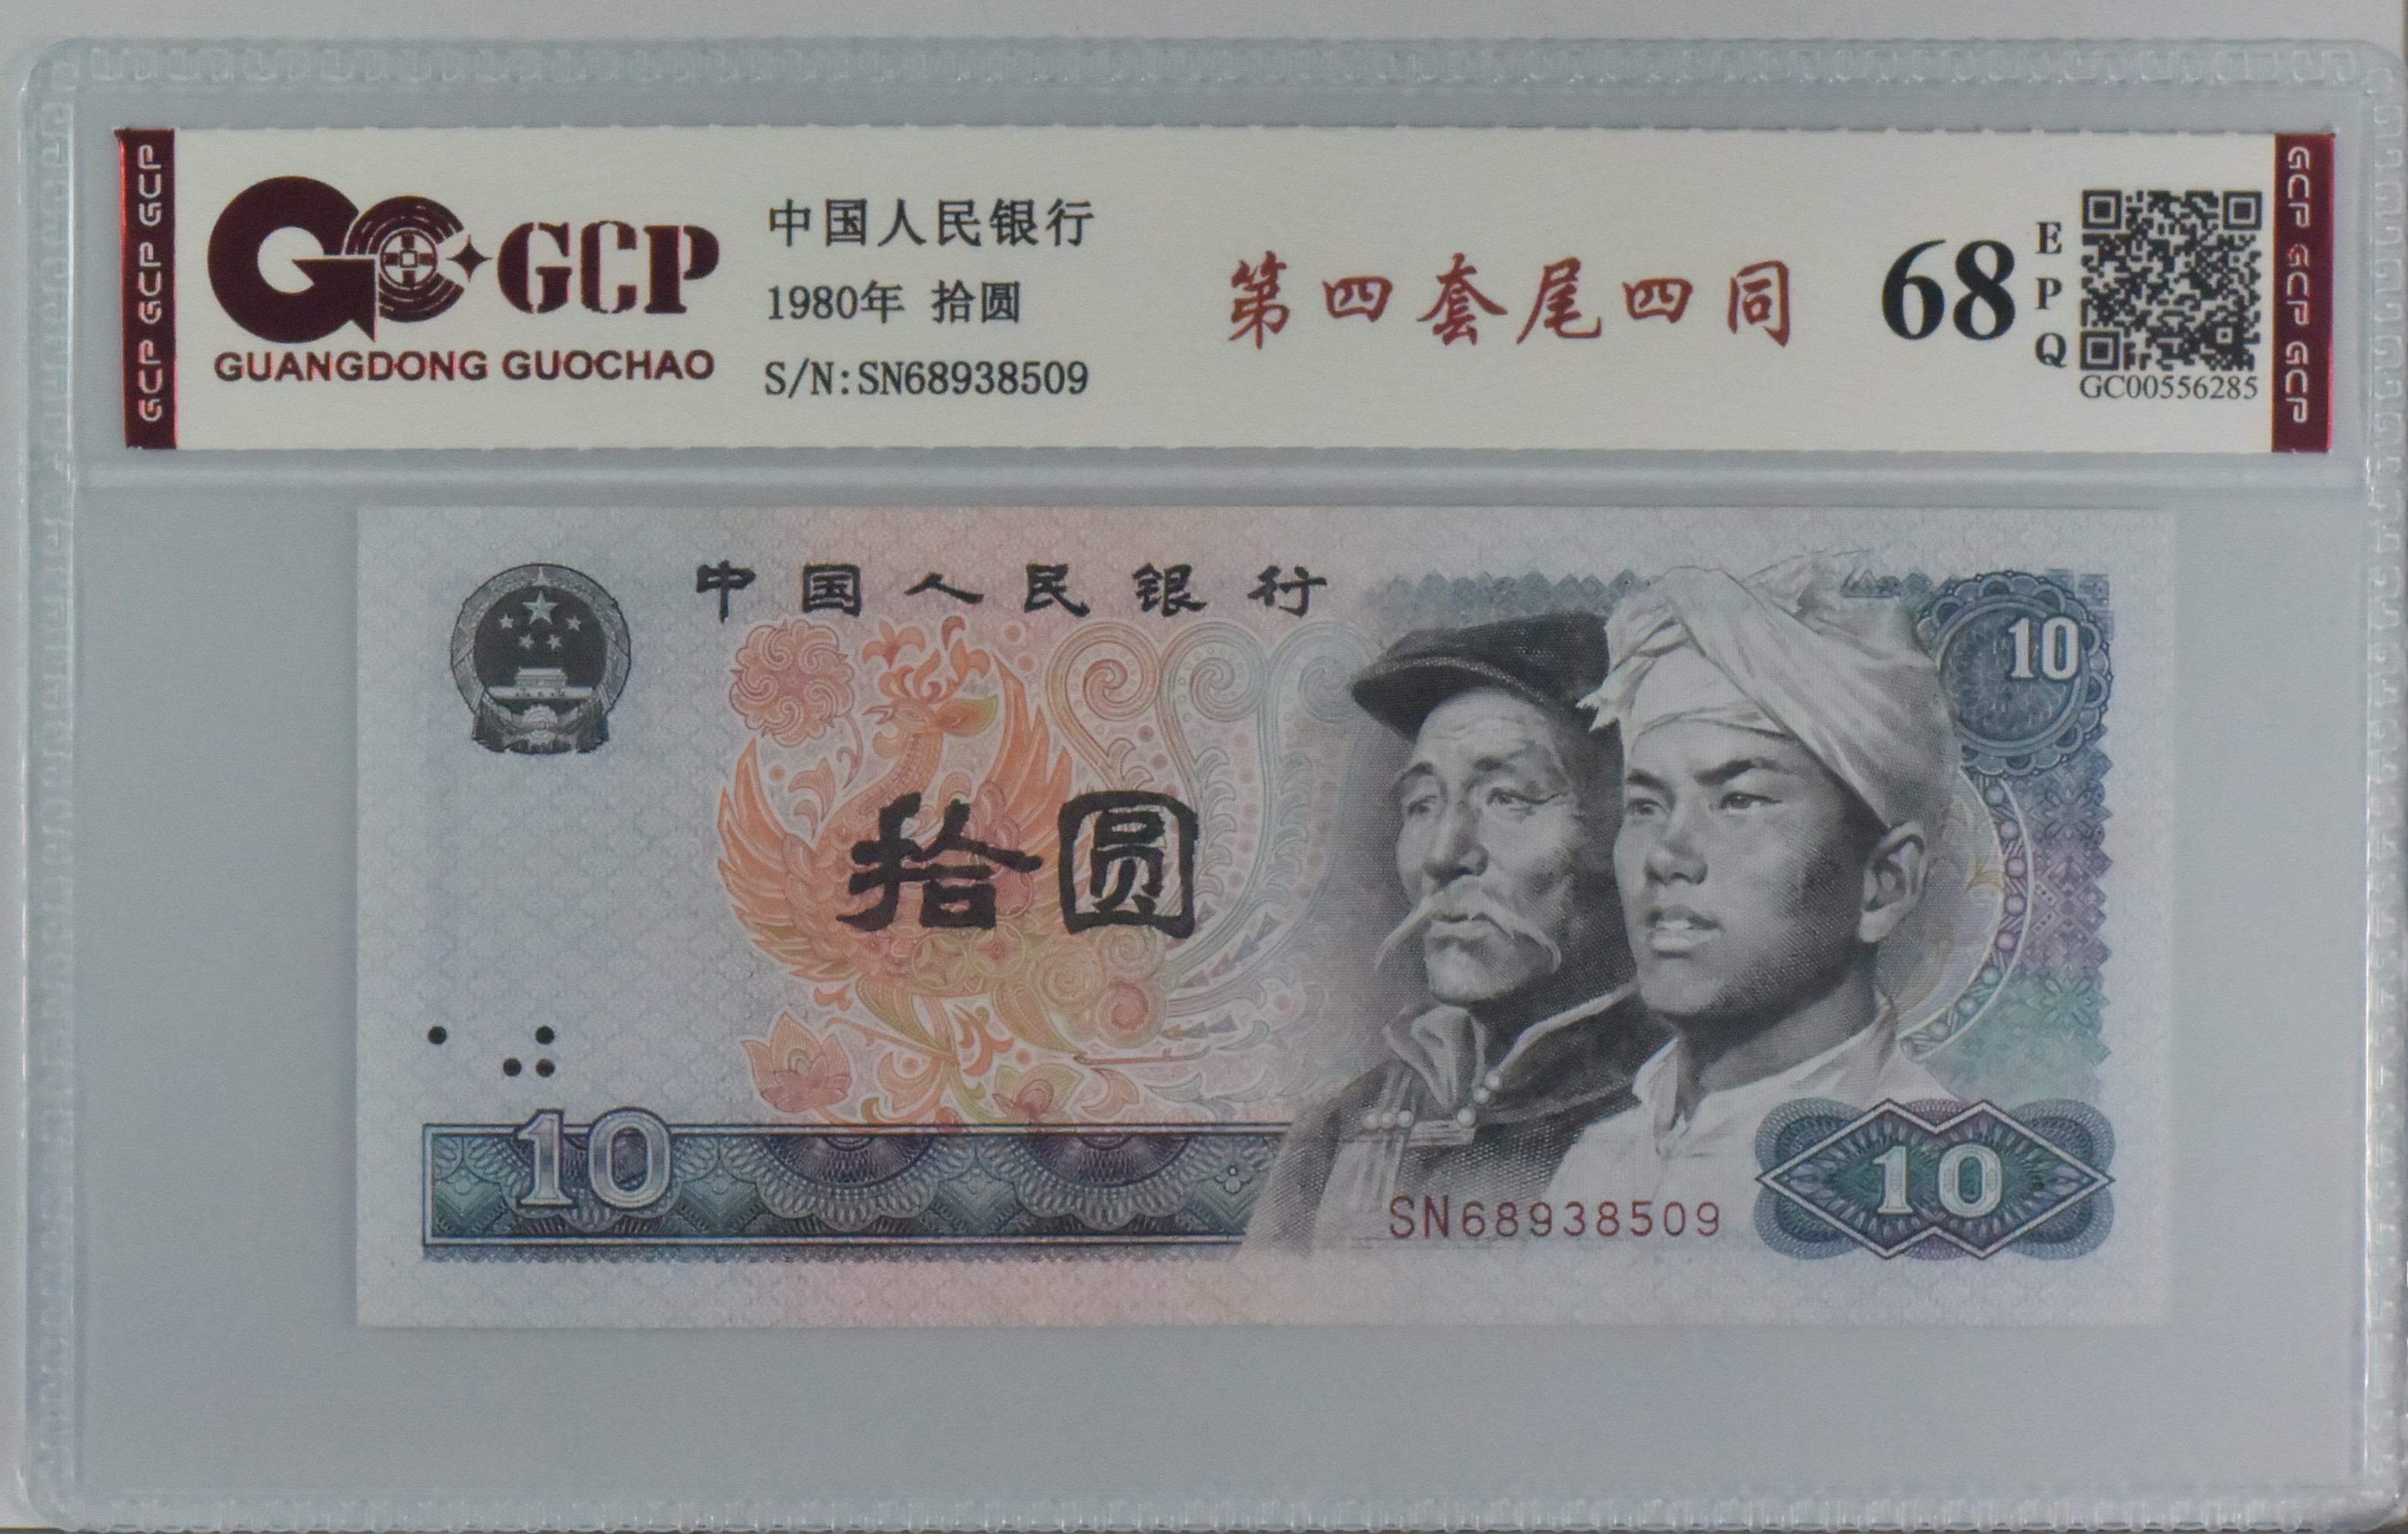 GCP GCP GCP
GCP
GUANGDONG GUOCHAO
中国人民银行
1980年 拾圆
S/N:SN68938509
第四套尾四同
68
EPQ
GC00556285
GCP GCP GCP
中国人民银行
10
拾圆
10
SN68938509
10